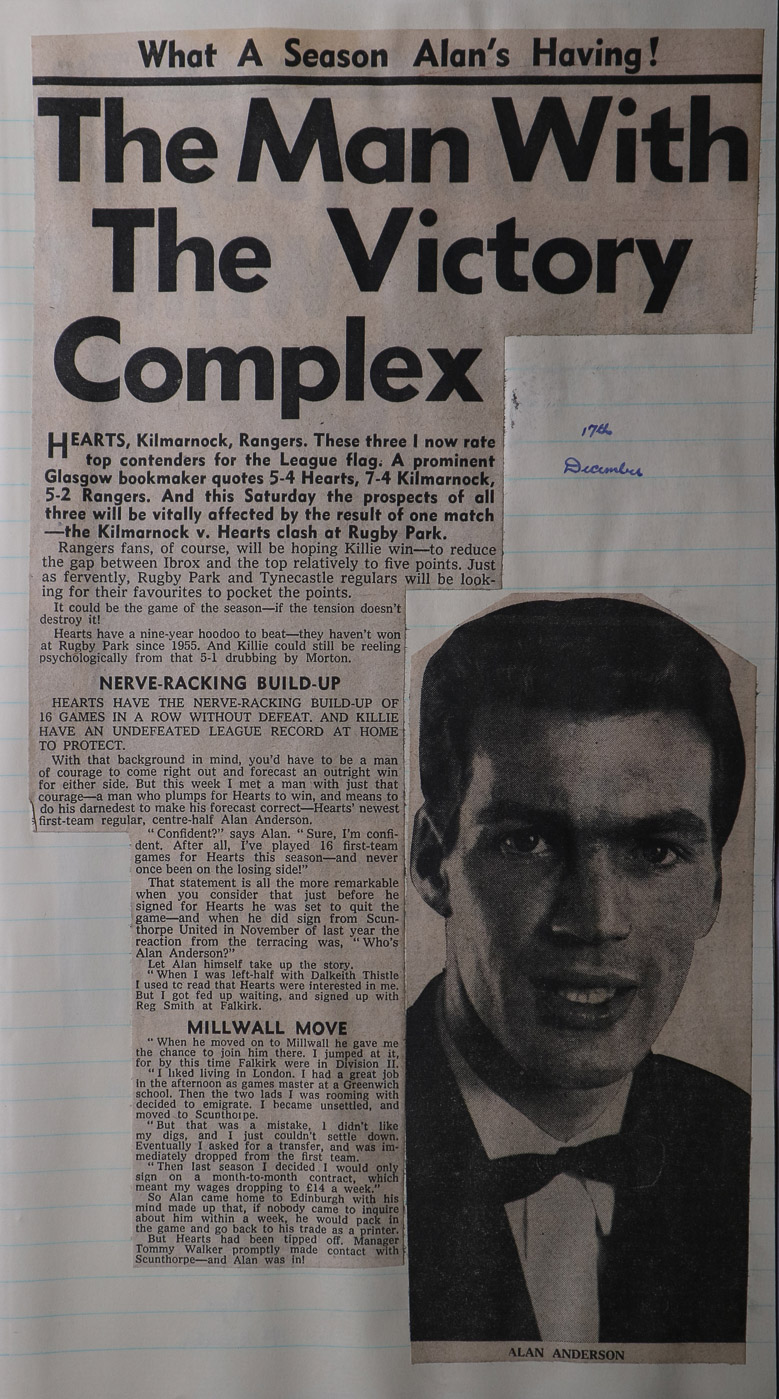 What A Season Alan's Having!
The Man With
The Victory
Complex
17th
December
HEARTS, Kilmarnock, Rangers. These three I now rate
top contenders for the League flag. A prominent
Glasgow bookmaker quotes 5-4 Hearts, 7-4 Kilmarnock,
5-2 Rangers. And this Saturday the prospects of all
three will be vitally affected by the result of one match
—the Kilmarnock v. Hearts clash at Rugby Park.
Rangers fans, of course, will be hoping Killie win—to reduce
the gap between Ibrox and the top relatively to five points. Just
as fervently, Rugby Park and Tynecastle regulars will be look-
ing for their favourites to pocket the points.
It could be the game of the season—if the tension doesn't
destroy it!
Hearts have a nine-year hoodoo to beat—they haven't won
at Rugby Park since 1955. And Killie could still be reeling
psychologically from that 5-1 drubbing by Morton.
NERVE-RACKING BUILD-UP
HEARTS HAVE THE NERVE-RACKING BUILD-UP OF
16 GAMES IN A ROW WITHOUT DEFEAT. AND KILLIE
HAVE AN UNDEFEATED LEAGUE RECORD AT HOME
TO PROTECT.
With that background in mind, you'd have to be a man
of courage to come right out and forecast an outright win
for either side. But this week I met a man with just that
courage—a man who plumps for Hearts to win, and means to
do his darnedest to make his forecast correct—Hearts' newest
first-team regular, centre-half Alan Anderson.
"Confident?" says Alan. "Sure, I'm confi-
dent. After all, I've played 16 first-team
games for Hearts this season—and never
once been on the losing side!"
That statement is all the more remarkable
when you consider that just before he
signed for Hearts he was set to quit the
game—and when he did sign from Scun-
thorpe United in November of last year the
reaction from the terracing was, "Who's
Alan Anderson?"
Let Alan himself take up the story.
"When I was left-half with Dalkeith Thistle
I used to read that Hearts were interested in me.
But I got fed up waiting, and signed up with
Reg Smith at Falkirk.
MILLWALL MOVE
"When he moved on to Millwall he gave me
the chance to join him there. I jumped at it,
for by this time Falkirk were in Division II.
"I liked living in London. I had a great job
in the afternoon as games master at a Greenwich
school. Then the two lads I was rooming with
decided to emigrate. I became unsettled, and
moved to Scunthorpe.
"But that was a mistake, I didn't like
my digs, and I just couldn't settle down.
Eventually I asked for a transfer, and was im-
mediately dropped from the first team.
"Then last season I decided I would only
sign on a month-to-month contract, which
meant my wages dropping to £14 a week."
So Alan came home to Edinburgh with his
mind made up that, if nobody came to inquire
about him within a week, he would pack in
the game and go back to his trade as a printer.
But Hearts had been tipped off. Manager
Tommy Walker promptly made contact with
Scunthorpe—and Alan was in!
ALAN ANDERSON